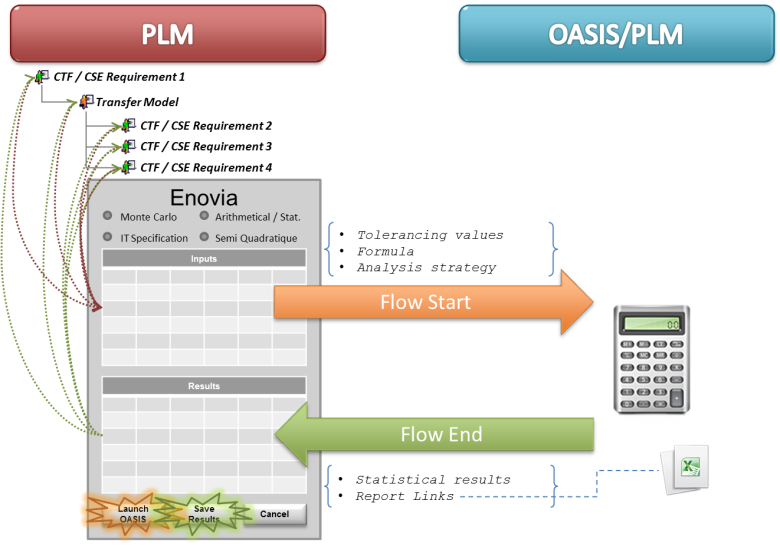 PLM
OASIS/PLM
CTF / CSE Requirement 1
Transfer Model
CTF / CSE Requirement 2
CTF / CSE Requirement 3
CTF / CSE Requirement 4
Enovia
Monte Carlo
Arithmetical / Stat.
IT Specification
Semi Quadratique
Inputs
• Tolerancing values
• Formula
• Analysis strategy
Flow Start
Results
Flow End
• Statistical results
• Report Links
Launch
OASIS
Save
Results
Cancel